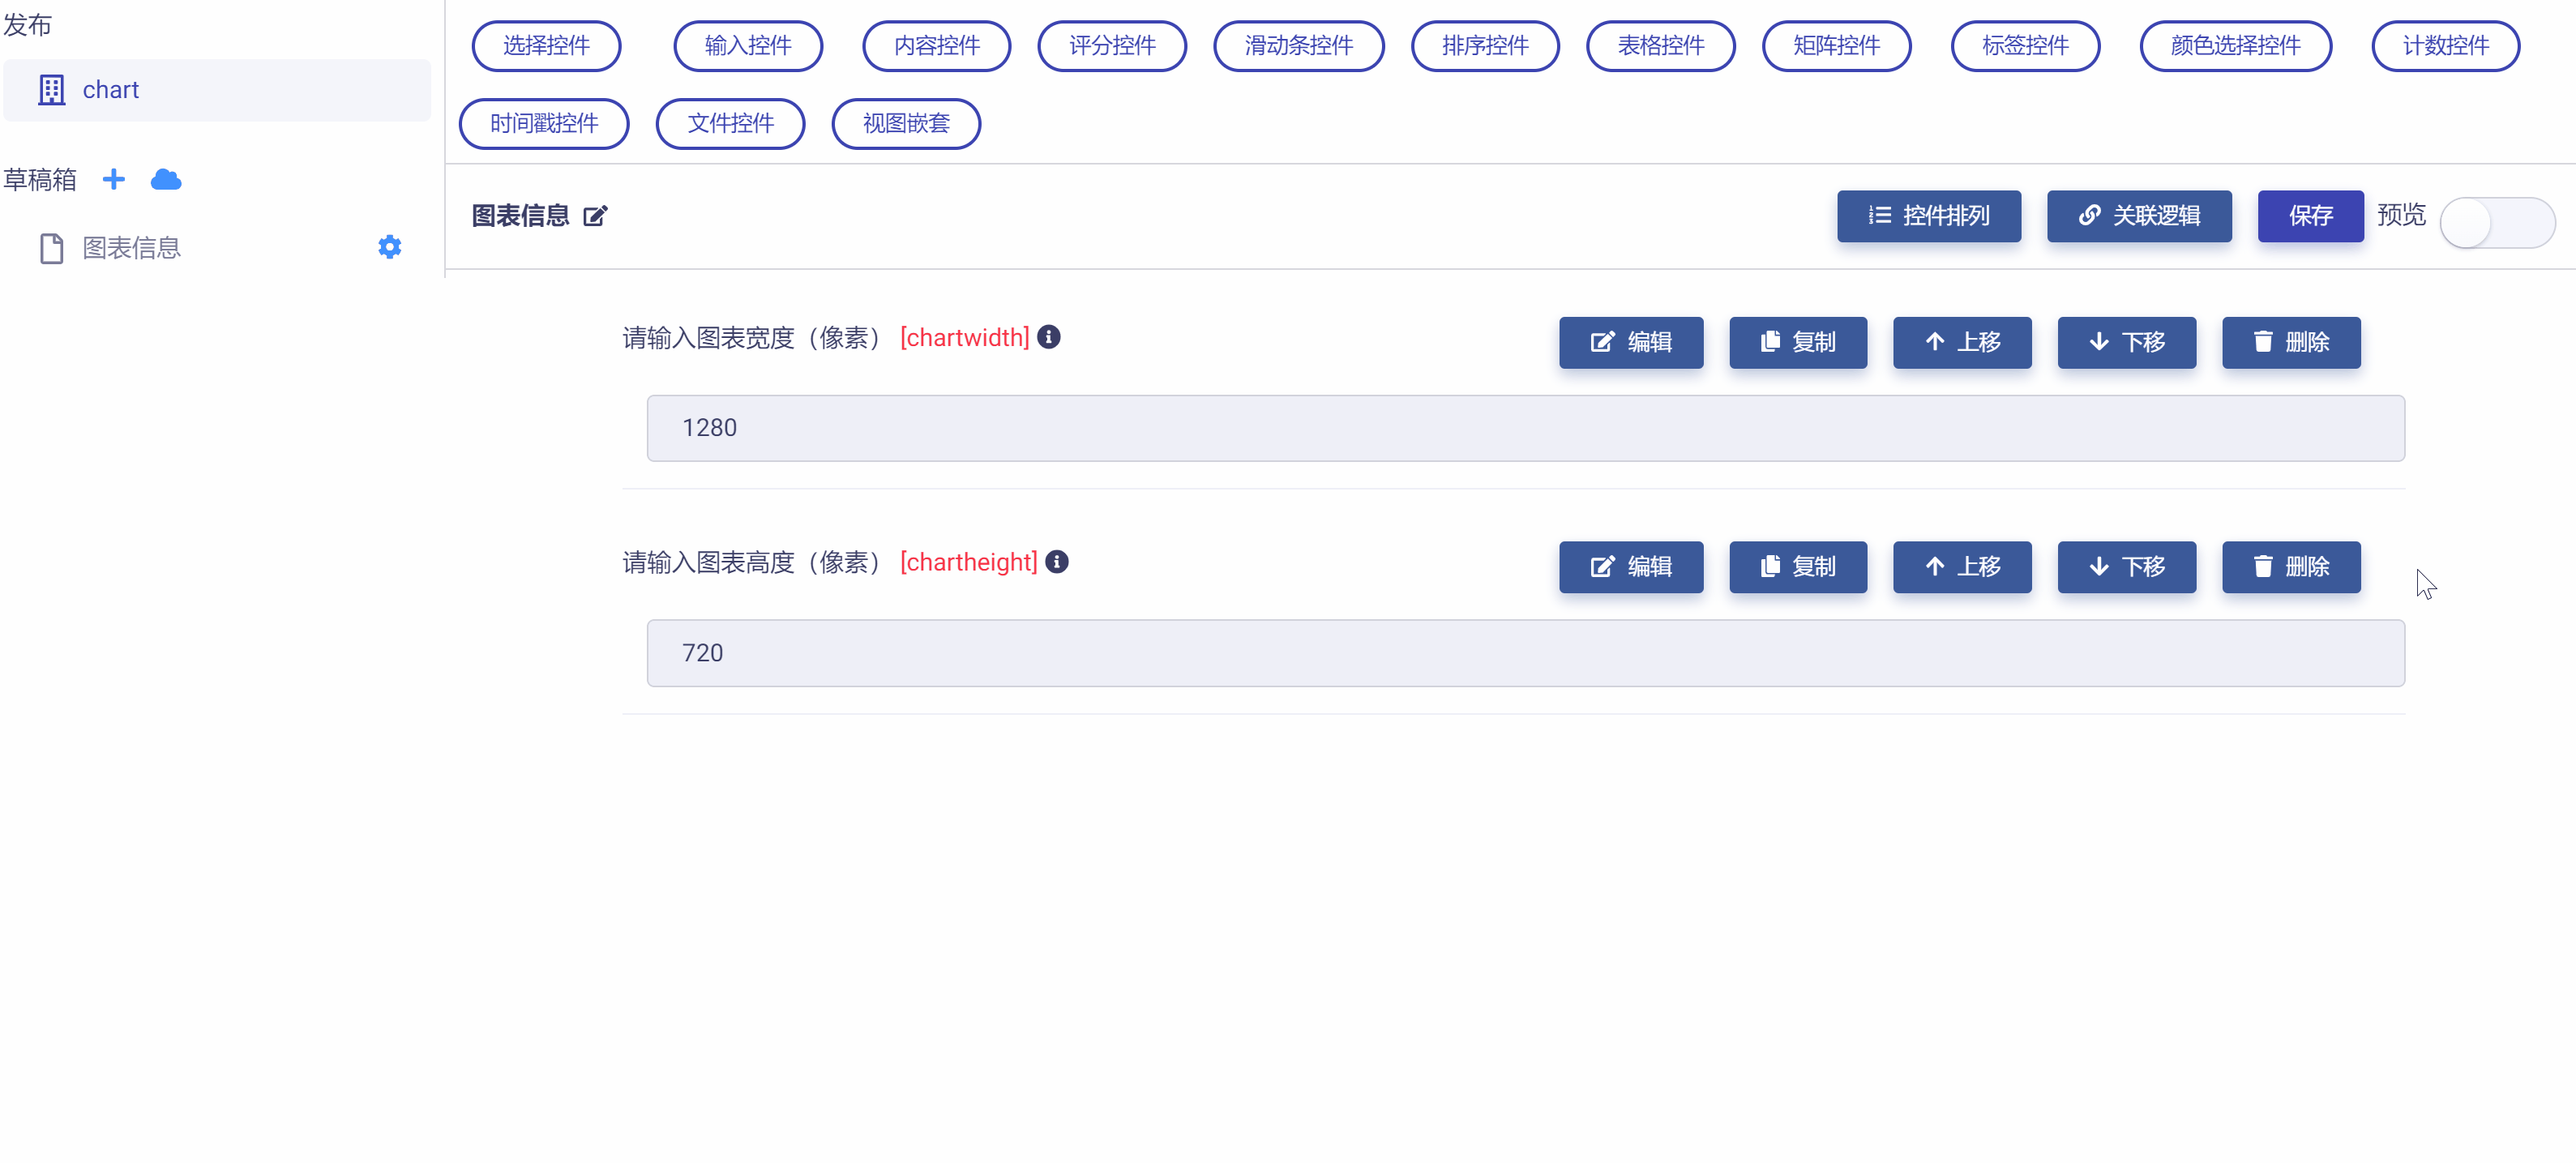 发布
chart
草稿箱
图表信息
选择控件 输入控件 内容控件 评分控件 滑动条控件 排序控件 表格控件 矩阵控件 标签控件 颜色选择控件 计数控件
时间戳控件 文件控件 视图嵌套
图表信息 控件排列 关联逻辑 保存 预览
请输入图表宽度（像素） [chartwidth] 编辑 复制 上移 下移 删除
1280
请输入图表高度（像素） [chartheight] 编辑 复制 上移 下移 删除
720